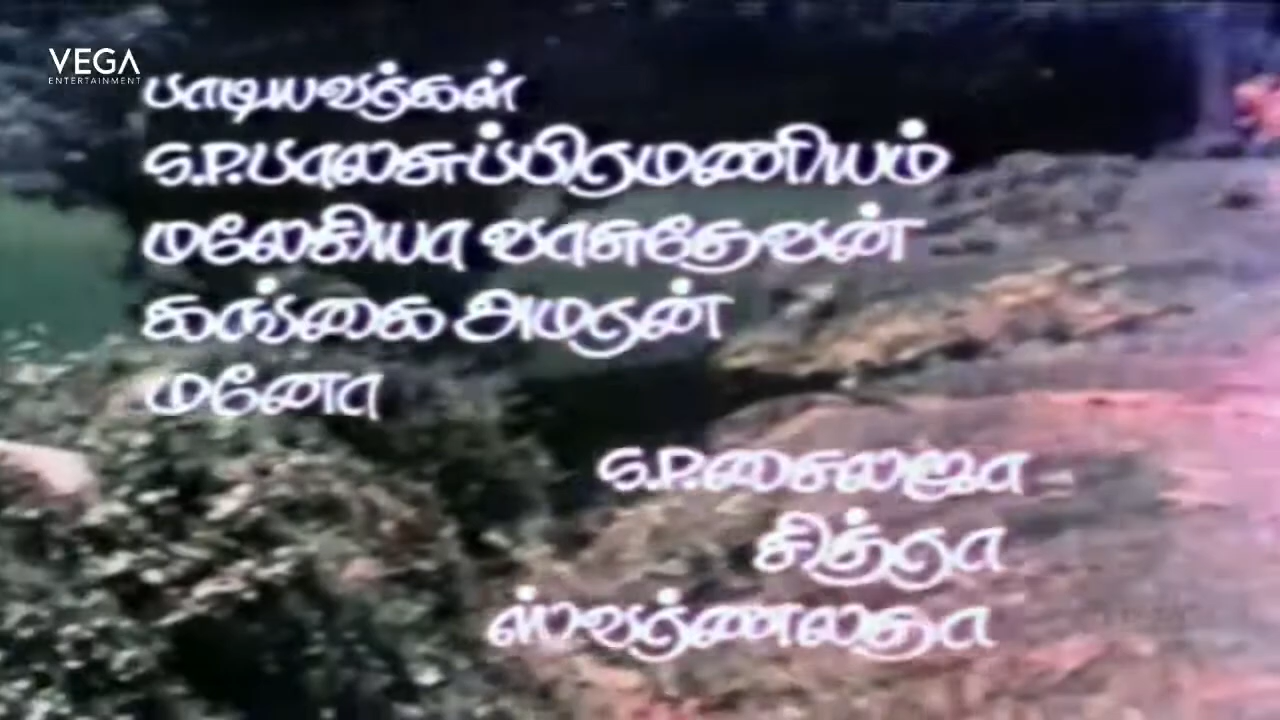 VEGA
ENTERTAINMENT
பாடியவர்கள்
S.P.பாலசுப்பிரமணியம்
மலேசியா வாசுதேவன்
கங்கை அமரன்
மனோ
S.P.சைலஜா
சித்ரா
ஸ்வர்ணலதா